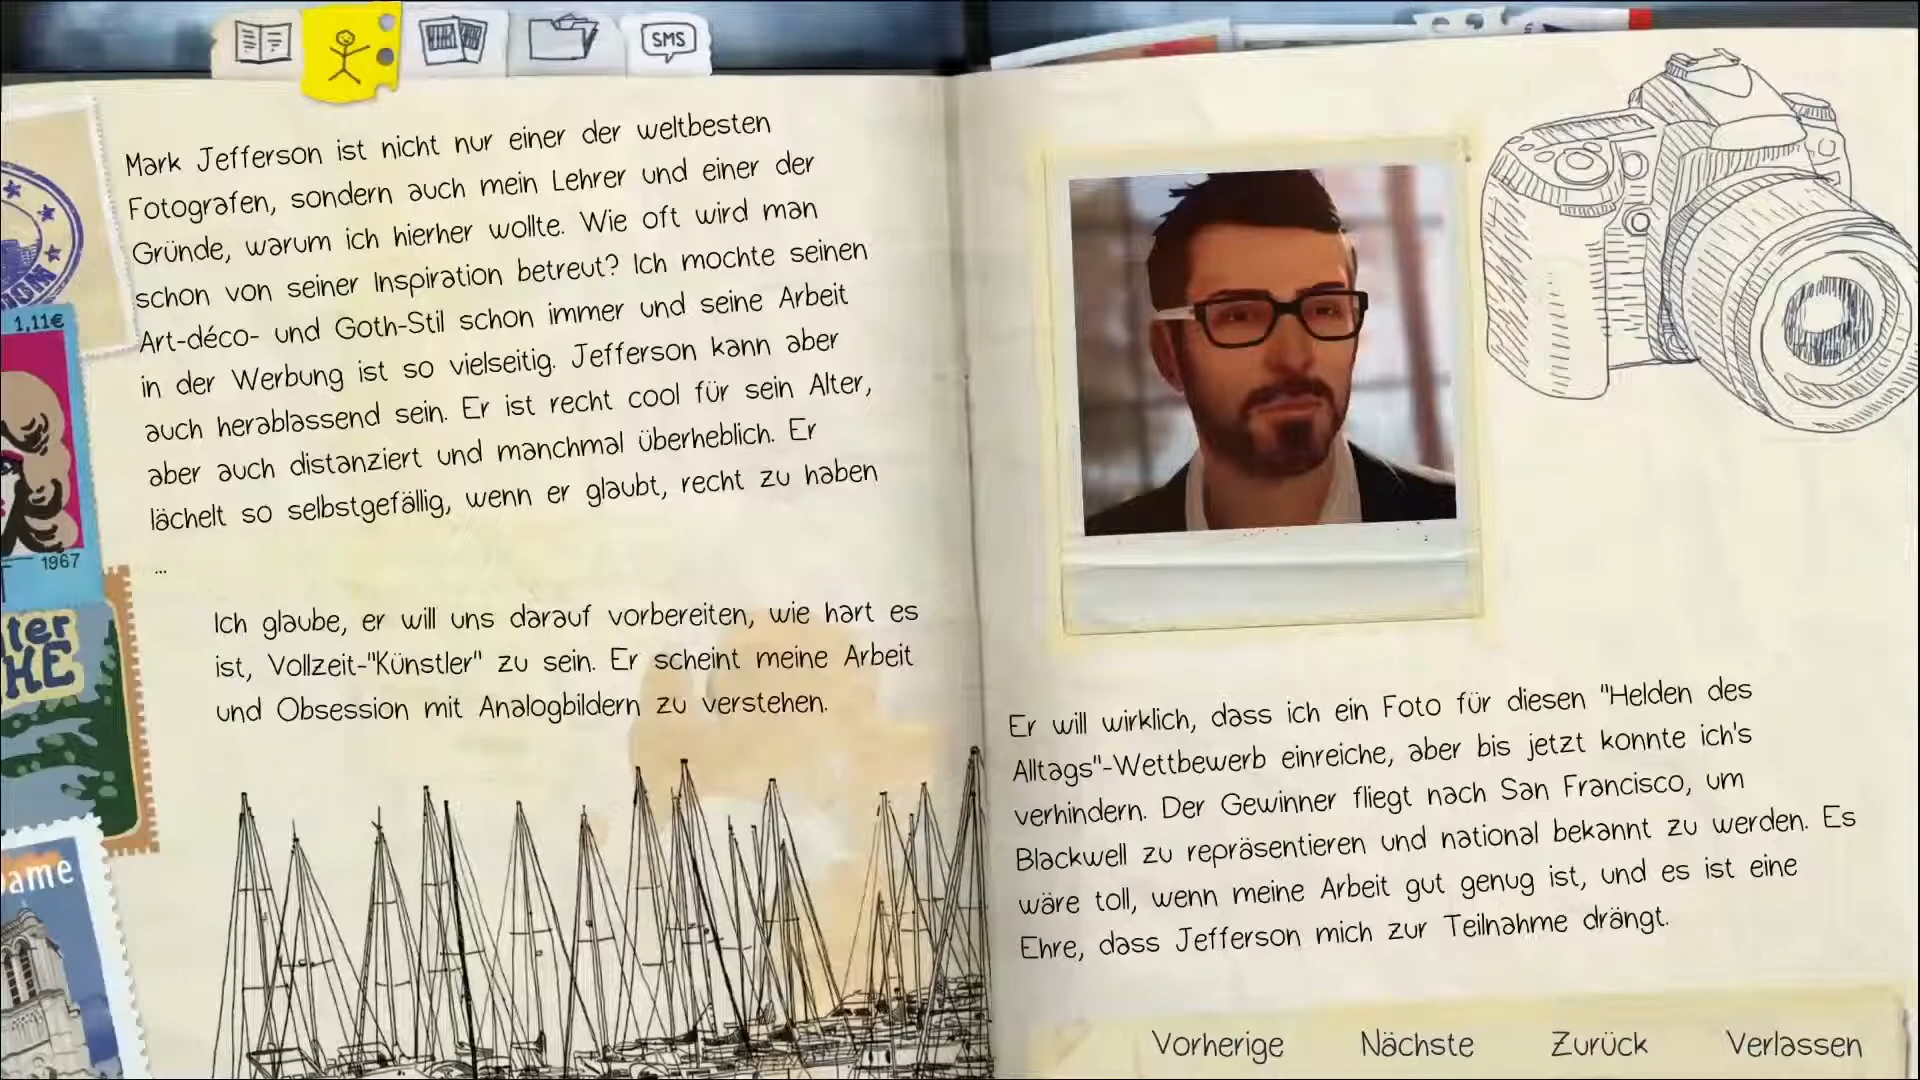 SMS
Mark Jefferson ist nicht nur einer der weltbesten
Fotografen, sondern auch mein Lehrer und einer der
Gründe, warum ich hierher wollte. Wie oft wird man
schon von seiner Inspiration betreut? Ich mochte seinen
Art-déco- und Goth-Stil schon immer und seine Arbeit
in der Werbung ist so vielseitig. Jefferson kann aber
auch herablassend sein. Er ist recht cool für sein Alter,
aber auch distanziert und manchmal überheblich. Er
lächelt so selbstgefällig, wenn er glaubt, recht zu haben
...
Ich glaube, er will uns darauf vorbereiten, wie hart es
ist, Vollzeit-"Künstler" zu sein. Er scheint meine Arbeit
und Obsession mit Analogbildern zu verstehen.
1,11€
1967
Er will wirklich, dass ich ein Foto für diesen "Helden des
Alltags"-Wettbewerb einreiche, aber bis jetzt konnte ich's
verhindern. Der Gewinner fliegt nach San Francisco, um
Blackwell zu repräsentieren und national bekannt zu werden. Es
wäre toll, wenn meine Arbeit gut genug ist, und es ist eine
Ehre, dass Jefferson mich zur Teilnahme drängt.
Vorherige Nächste Zurück Verlassen